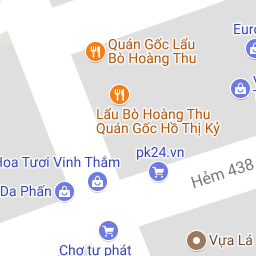 Quán Gốc Lẩu
Bò Hoàng Thu
Euro
Lẩu Bò Hoàng Thu
Quán Gốc Hồ Thị Kỷ
V
pk24.vn
Hoa Tươi Vinh Thắm
Hẻm 438
Da Phấn
Vựa Lá
Chợ tự phát